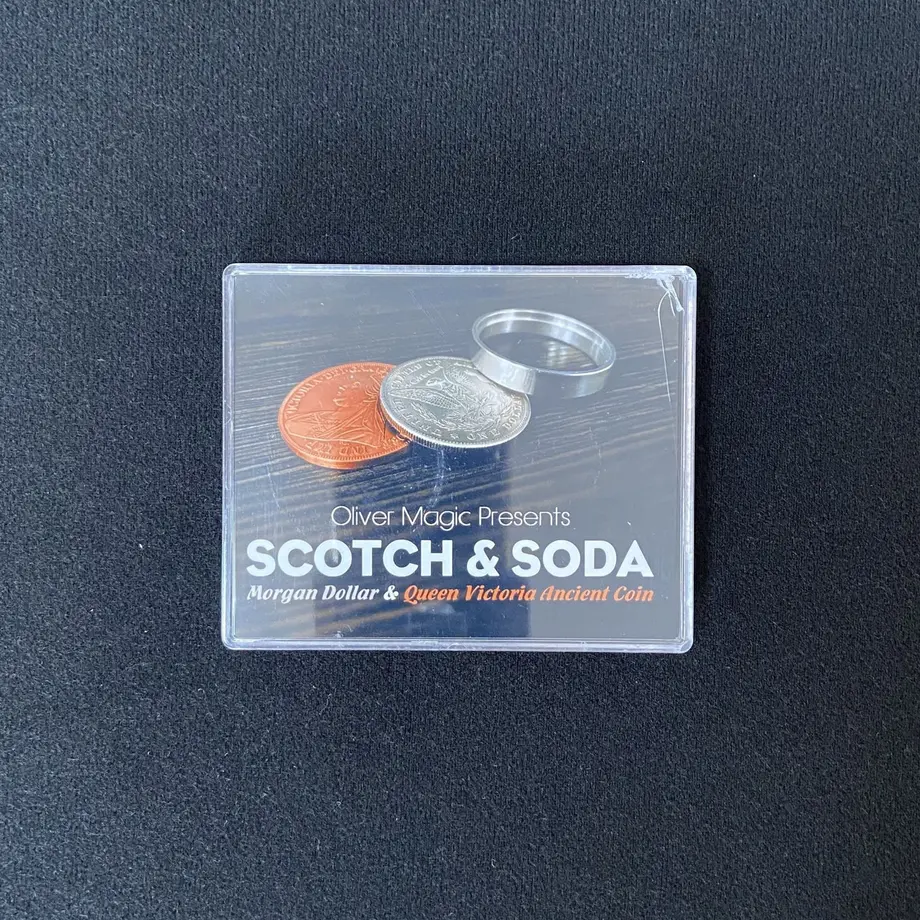 Oliver Magic Presents
SCOTCH & SODA
Morgan Dollar & Queen Victoria Ancient Coin